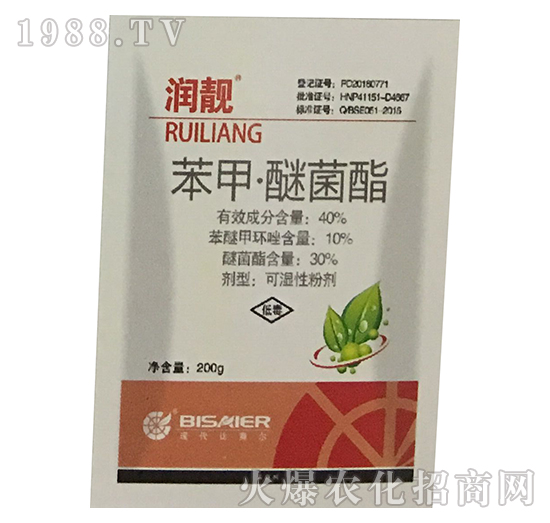 1988.TV
润靓®
RUILIANG
登记证号：PD20160771
批准证号：HNP41151-D4667
标准证号：Q/BSE051-2015
苯甲·醚菌酯
有效成分含量：40%
苯醚甲环唑含量：10%
醚菌酯含量：30%
剂型：可湿性粉剂
低毒
净含量：200g
BISMIER
火爆农化招商网